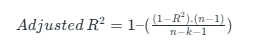 Adjusted R² = 1–( (1−R²).(n−1) / n−k−1 )